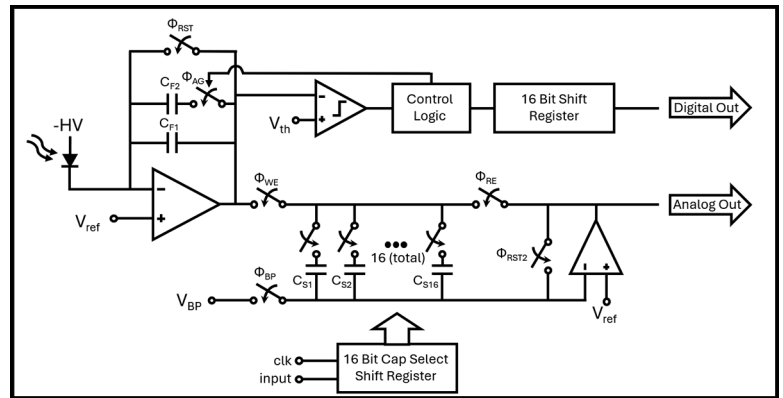 Φ_RST
C_F2
Φ_AG
C_F1
-HV
V_ref
V_th
Control
Logic
16 Bit Shift
Register
Digital Out
Φ_WE
Φ_RE
Analog Out
Φ_RST2
16 (total)
C_S1
C_S2
C_S16
V_BP
Φ_BP
V_ref
clk
input
16 Bit Cap Select
Shift Register